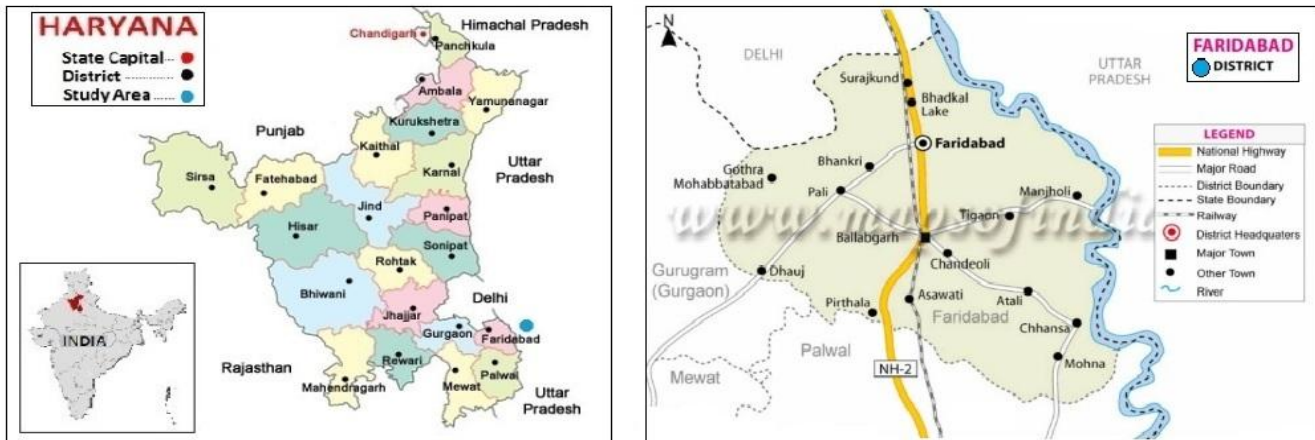 HARYANA
State Capital
District
Study Area
Himachal Pradesh
Chandigarh
Panchkula
Ambala
Yamunanagar
Kurukshetra
Punjab
Kaithal
Uttar
Pradesh
Karnal
Sirsa
Fatehabad
Jind
Panipat
Hisar
Sonipat
Rohtak
Bhiwani
Delhi
Jhajjar
Gurgaon
Faridabad
Rajasthan
Rewari
Mewat
Palwal
Mahendragarh
Uttar
Pradesh
INDIA
N
DELHI
UTTAR
PRADESH
FARIDABAD
DISTRICT
Surajkund
Bhadkal
Lake
Faridabad
Bhankri
Gothra
Mohabbatabad
Pali
Manjholi
Tigaon
www.mapsofindia
Ballabgarh
Chandeoli
Gurugram
(Gurgaon)
Dhauj
Atali
Pirthala
Asawati
Faridabad
Chhansa
Palwal
Mohna
NH-2
Mewat
LEGEND
National Highway
Major Road
District Boundary
State Boundary
Railway
District Headquaters
Major Town
Other Town
River